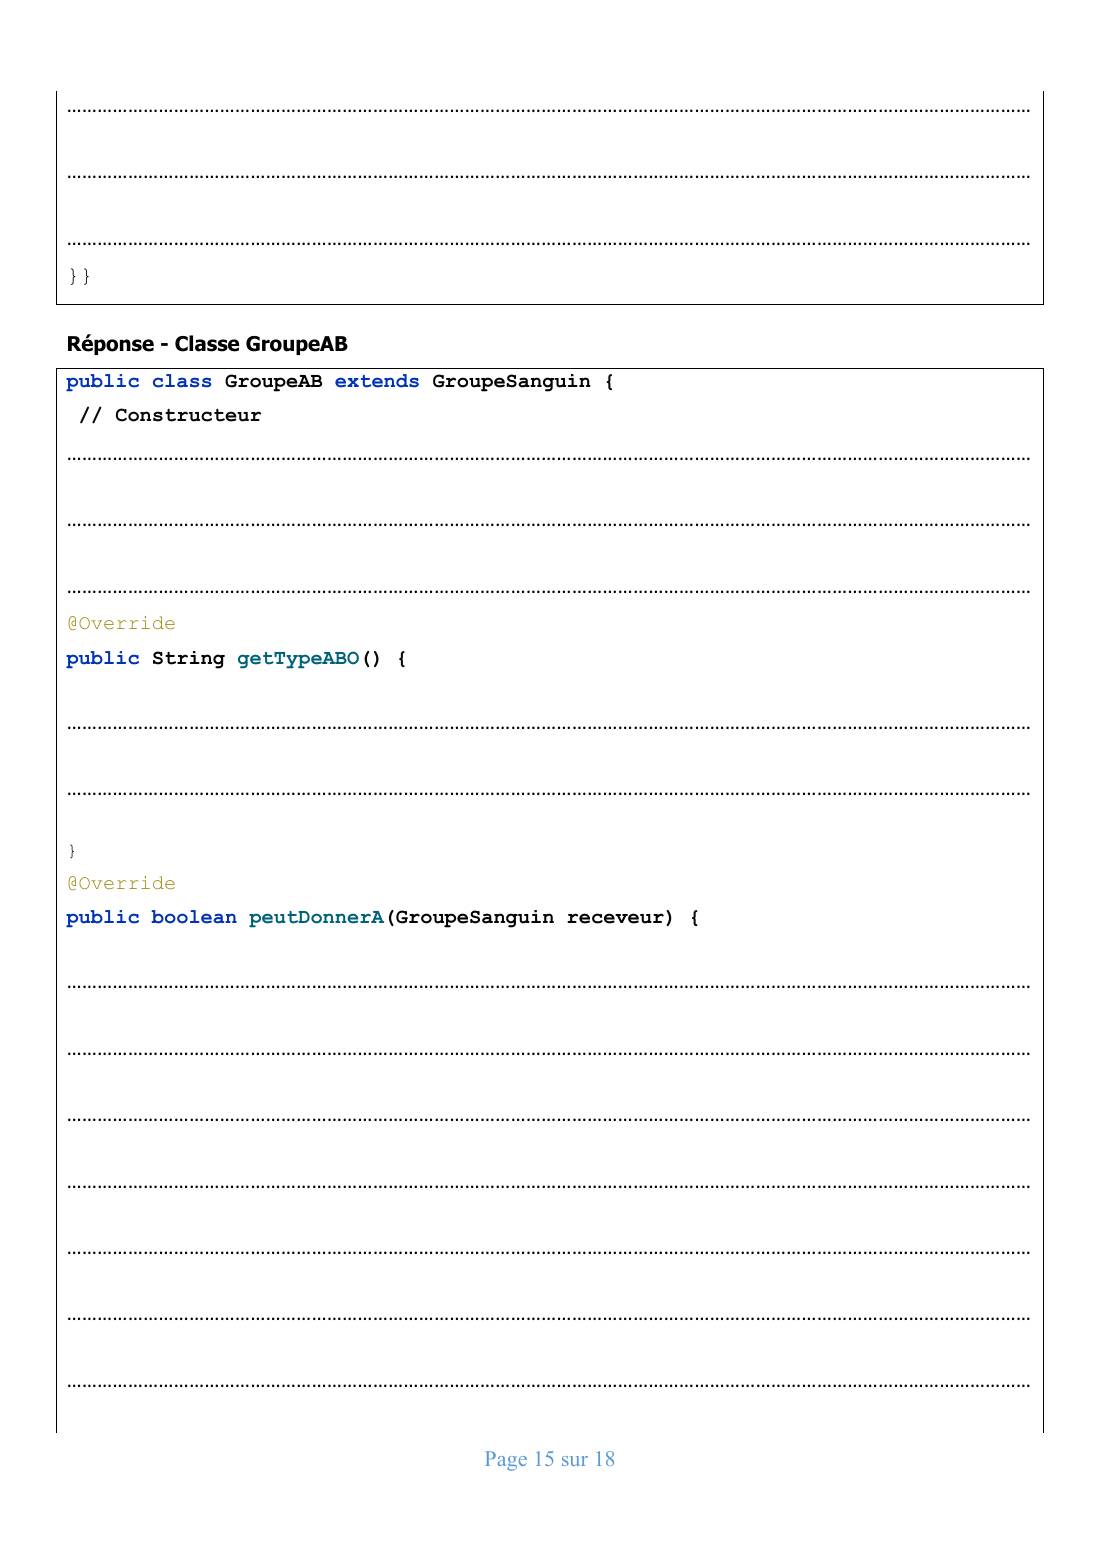 ………………………………………………………………………………………………………………………………………………………………………
………………………………………………………………………………………………………………………………………………………………………
………………………………………………………………………………………………………………………………………………………………………
}}
Réponse - Classe GroupeAB
public class GroupeAB extends GroupeSanguin {
// Constructeur
………………………………………………………………………………………………………………………………………………………………………
………………………………………………………………………………………………………………………………………………………………………
………………………………………………………………………………………………………………………………………………………………………
@Override
public String getTypeABO() {
………………………………………………………………………………………………………………………………………………………………………
………………………………………………………………………………………………………………………………………………………………………
}
@Override
public boolean peutDonnerA(GroupeSanguin receveur) {
………………………………………………………………………………………………………………………………………………………………………
………………………………………………………………………………………………………………………………………………………………………
………………………………………………………………………………………………………………………………………………………………………
………………………………………………………………………………………………………………………………………………………………………
………………………………………………………………………………………………………………………………………………………………………
………………………………………………………………………………………………………………………………………………………………………
………………………………………………………………………………………………………………………………………………………………………
Page 15 sur 18